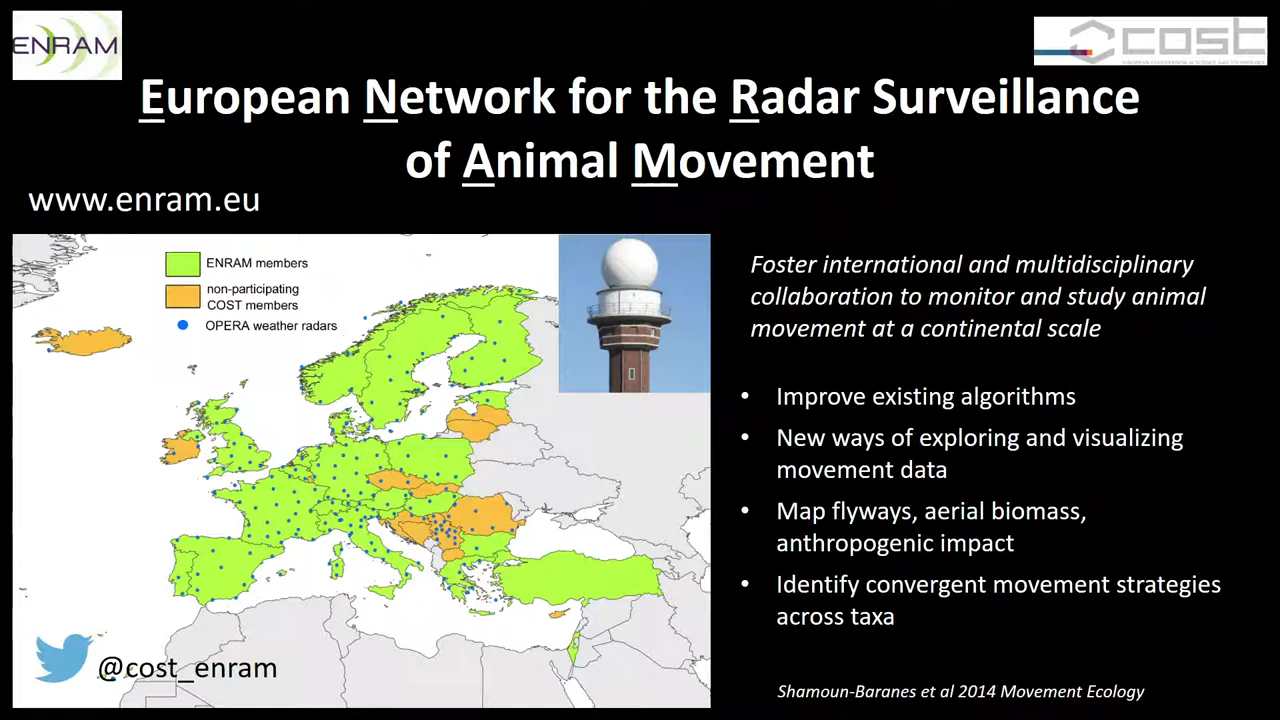 ENRAM
cost
European Network for the Radar Surveillance
of Animal Movement
www.enram.eu
ENRAM members
non-participating
COST members
OPERA weather radars
@cost_enram
Foster international and multidisciplinary
collaboration to monitor and study animal
movement at a continental scale
• Improve existing algorithms
• New ways of exploring and visualizing
movement data
• Map flyways, aerial biomass,
anthropogenic impact
• Identify convergent movement strategies
across taxa
Shamoun-Baranes et al 2014 Movement Ecology